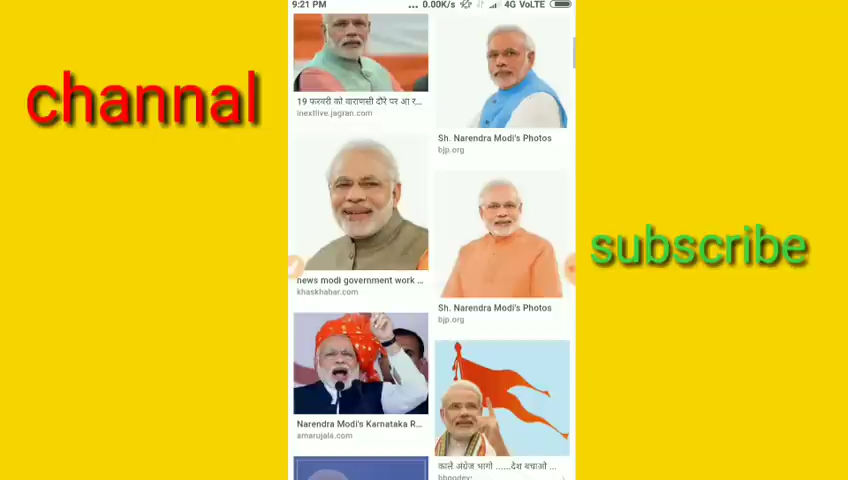 9:21 PM
... 0.00K/s 4G VoLTE
channal
19 फरवरी को वाराणसी दौरे पर आ र...
inextlive.jagran.com
Sh. Narendra Modi's Photos
bjp.org
subscribe
news modi government work ...
khaskhabar.com
Sh. Narendra Modi's Photos
bjp.org
Narendra Modi's Karnataka R...
amarujala.com
काले अंग्रेज भागो ......देश बचाओ ...